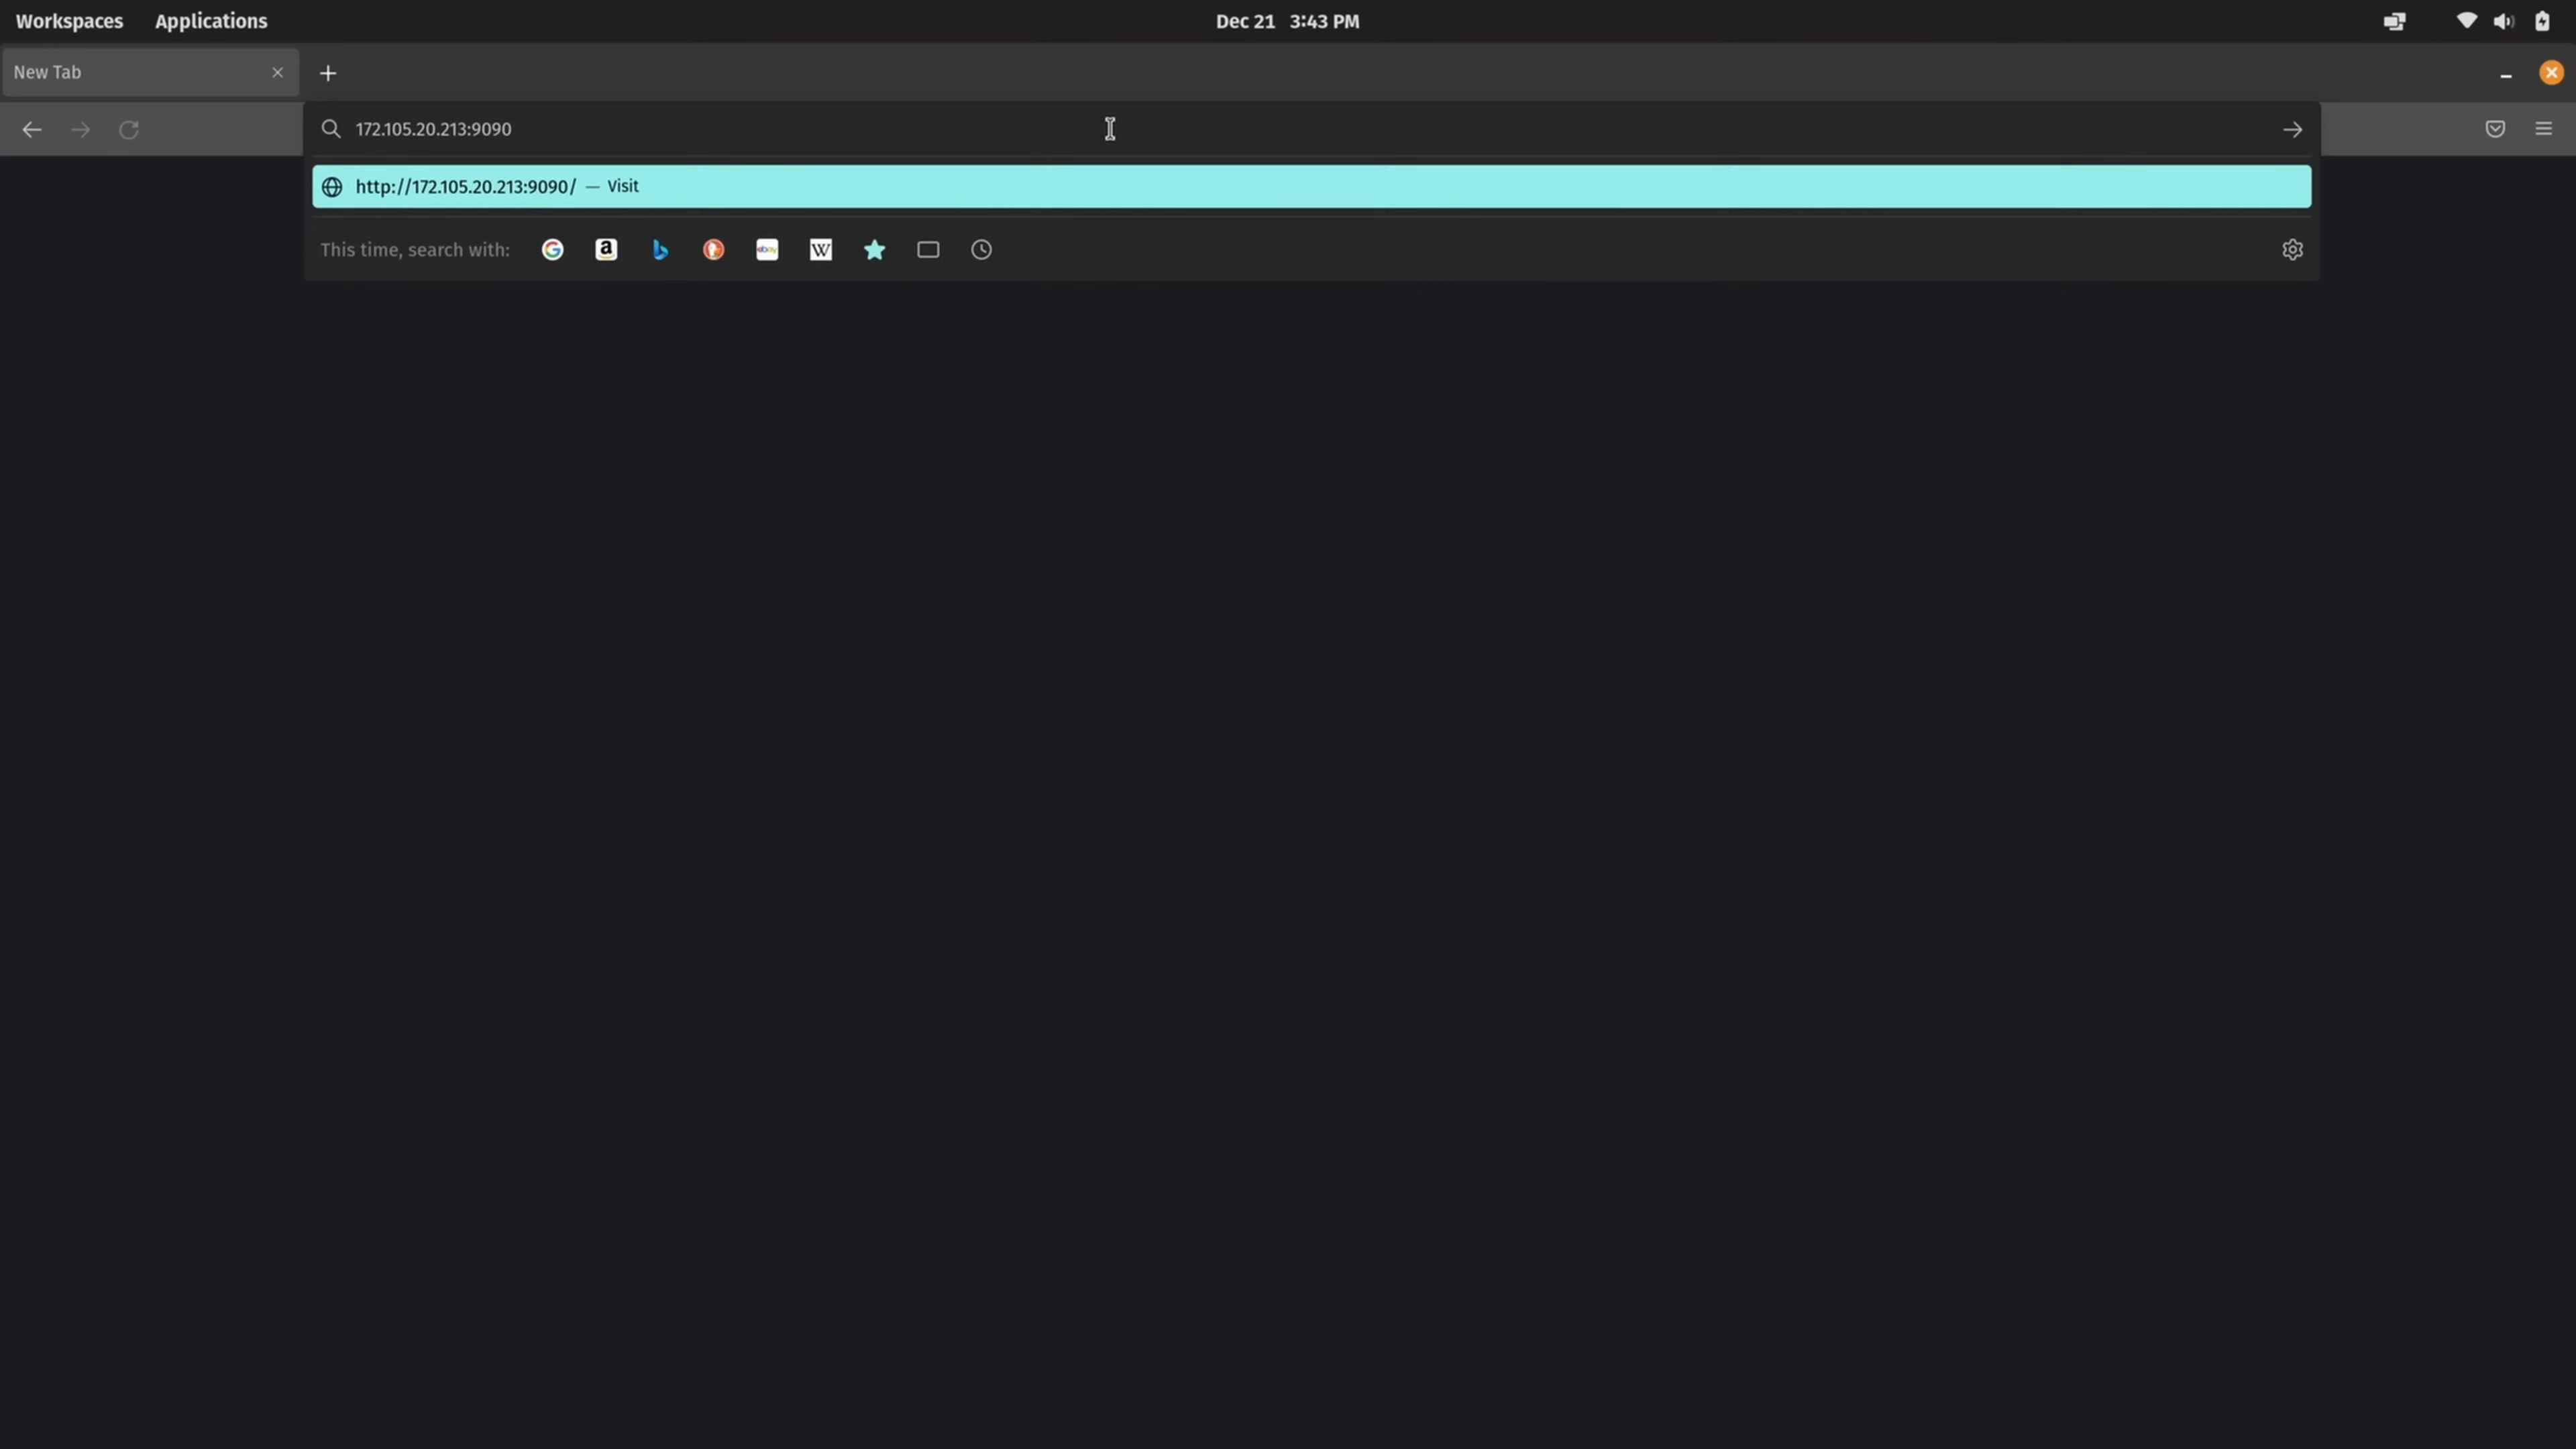 Workspaces Applications Dec 21 3:43 PM
New Tab
172.105.20.213:9090
http://172.105.20.213:9090/ — Visit
This time, search with: G a b ebay W